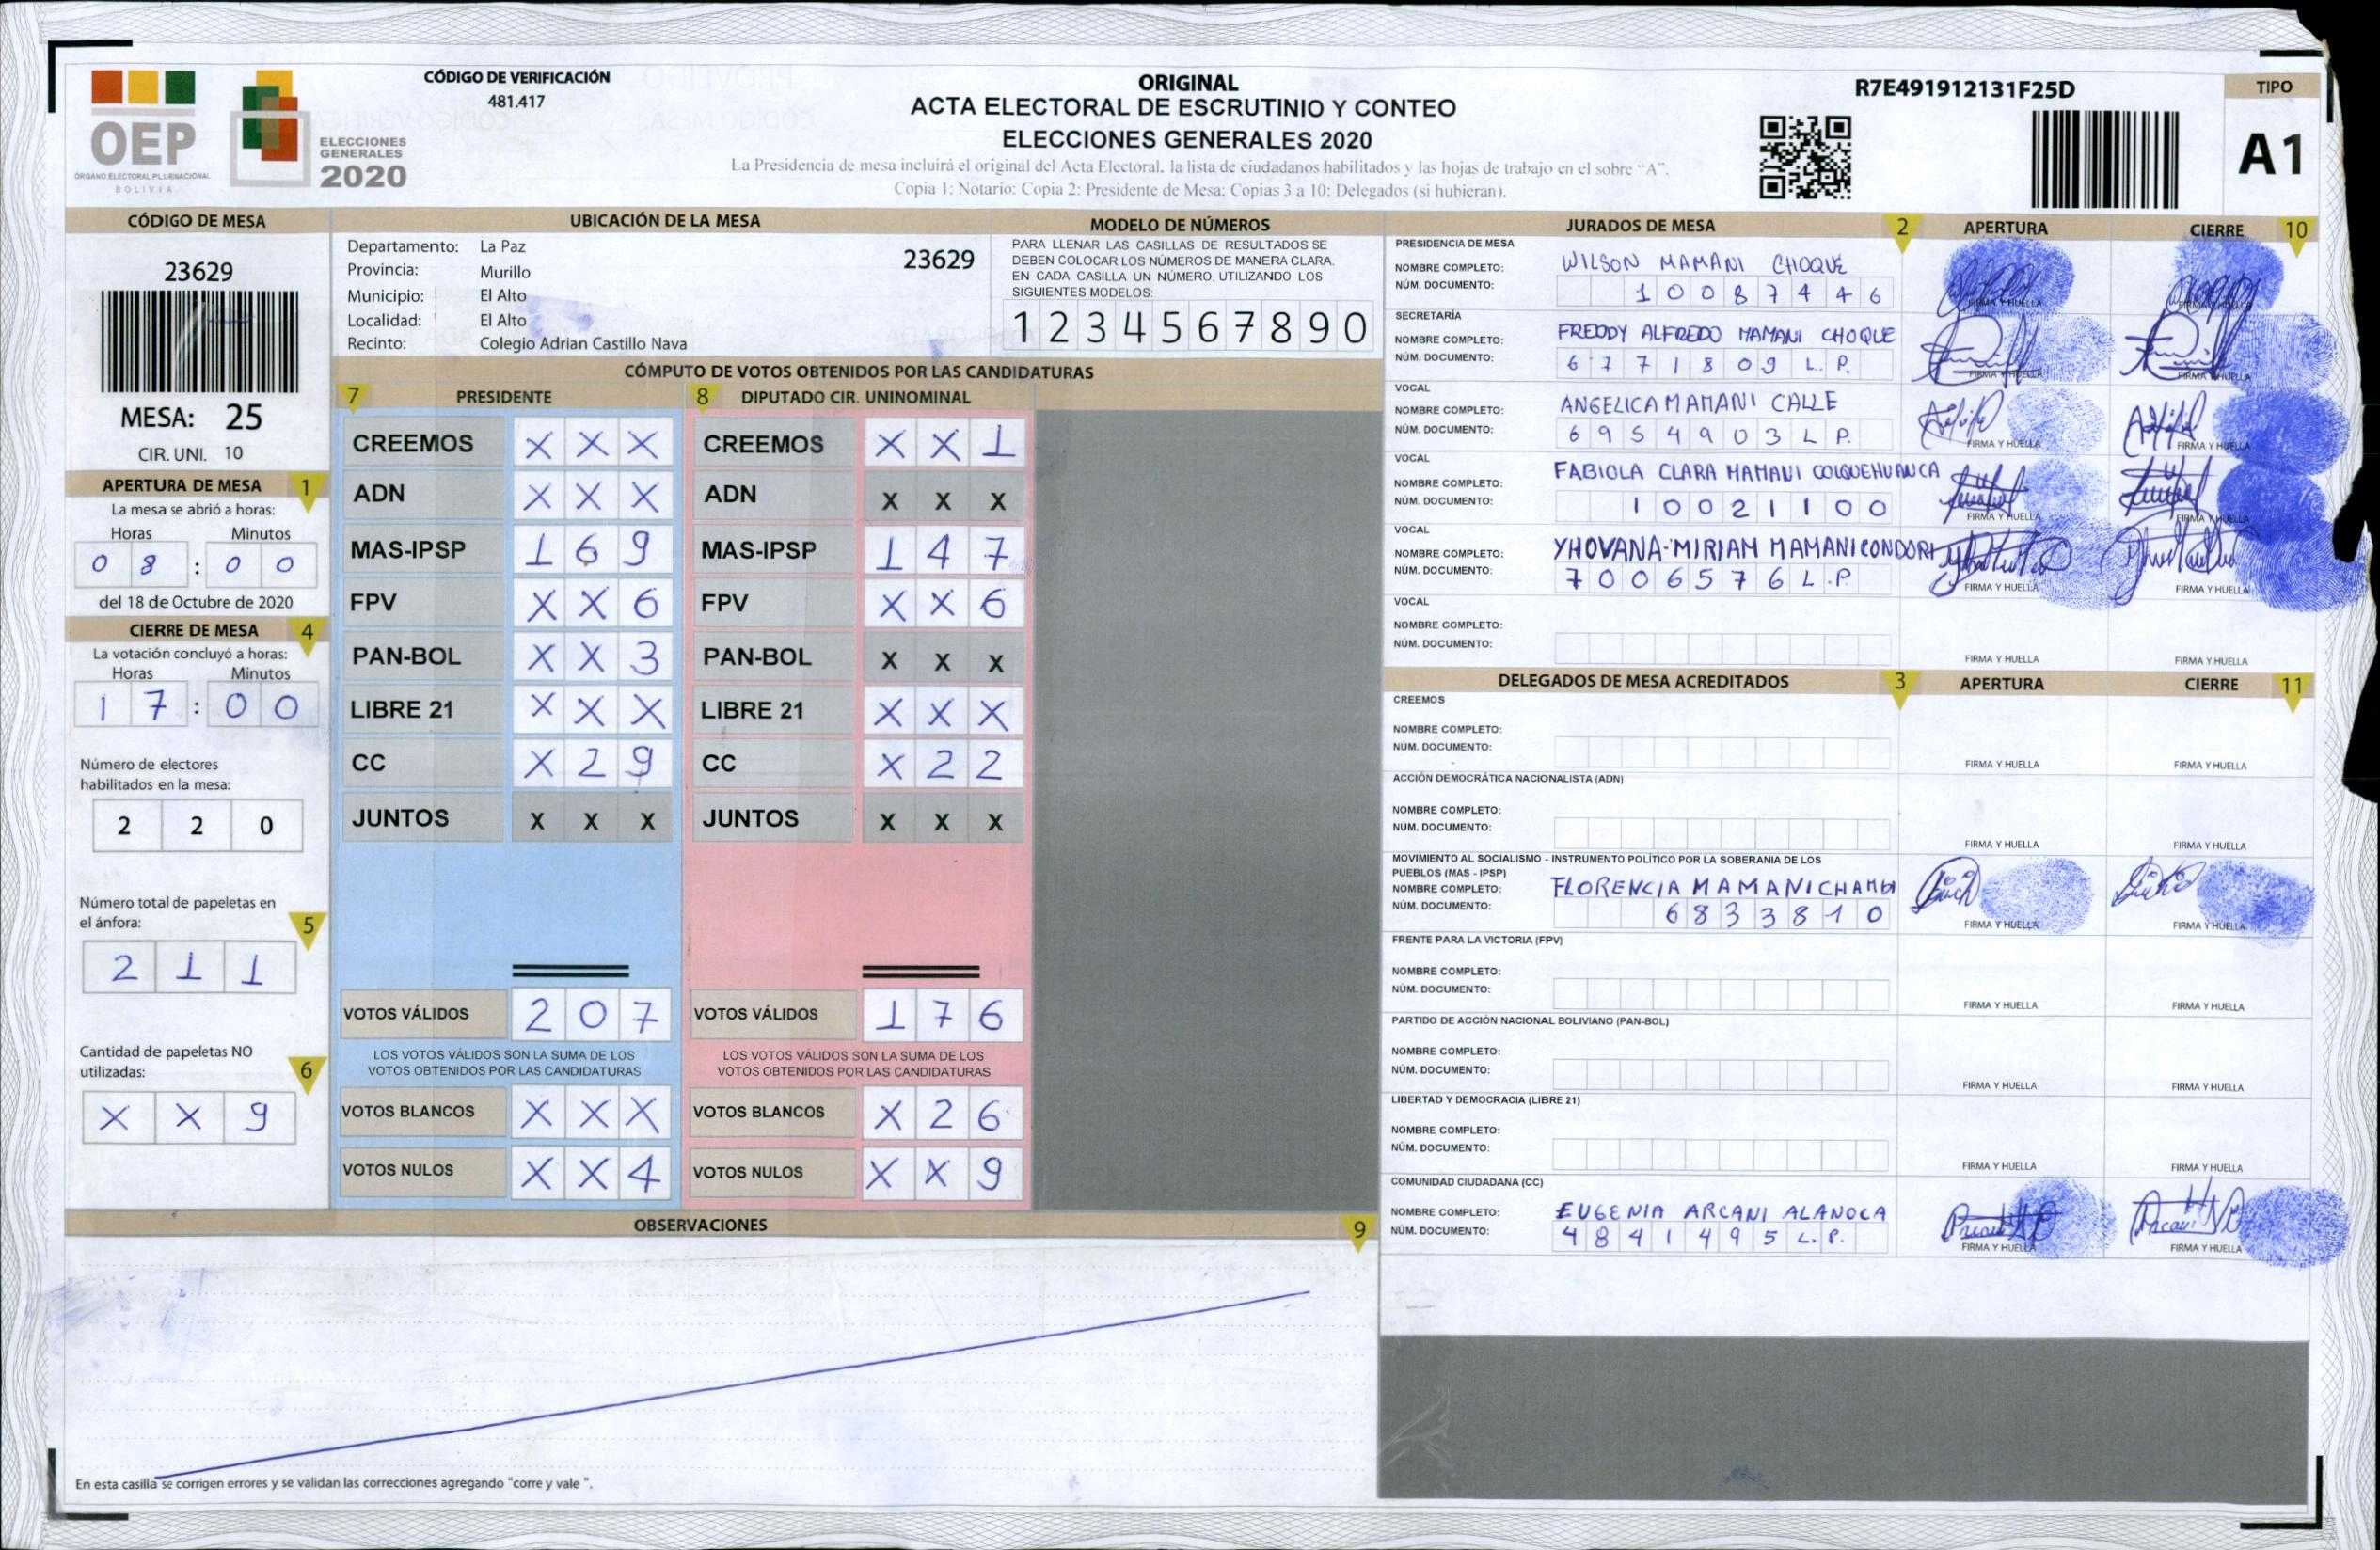 CÓDIGO DE VERIFICACIÓN
481.417
OEP
ÓRGANO ELECTORAL PLURINACIONAL
BOLIVIA
ELECCIONES
GENERALES
2020
ORIGINAL
ACTA ELECTORAL DE ESCRUTINIO Y CONTEO
ELECCIONES GENERALES 2020
La Presidencia de mesa incluirá el original del Acta Electoral, la lista de ciudadanos habilitados y las hojas de trabajo en el sobre “A”.
Copia 1: Notario: Copia 2: Presidente de Mesa: Copias 3 a 10: Delegados (si hubieran).
R7E491912131F25D
TIPO
A1
CÓDIGO DE MESA
23629
MESA: 25
CIR. UNI. 10
APERTURA DE MESA 1
La mesa se abrió a horas:
Horas Minutos
0 8 : 0 0
del 18 de Octubre de 2020
CIERRE DE MESA 4
La votación concluyó a horas:
Horas Minutos
1 7 : 0 0
Número de electores
habilitados en la mesa:
2 2 0
Número total de papeletas en
el ánfora: 5
2 1 1
Cantidad de papeletas NO
utilizadas: 6
X X 9
UBICACIÓN DE LA MESA
Departamento: La Paz
23629
Provincia: Murillo
Municipio: El Alto
Localidad: El Alto
Recinto: Colegio Adrian Castillo Nava
MODELO DE NÚMEROS
PARA LLENAR LAS CASILLAS DE RESULTADOS SE
DEBEN COLOCAR LOS NÚMEROS DE MANERA CLARA.
EN CADA CASILLA UN NÚMERO, UTILIZANDO LOS
SIGUIENTES MODELOS:
1 2 3 4 5 6 7 8 9 0
CÓMPUTO DE VOTOS OBTENIDOS POR LAS CANDIDATURAS
7 PRESIDENTE 8 DIPUTADO CIR. UNINOMINAL
CREEMOS X X X CREEMOS X X 1
ADN X X X ADN X X X
MAS-IPSP 1 6 9 MAS-IPSP 1 4 7
FPV X X 6 FPV X X 6
PAN-BOL X X 3 PAN-BOL X X X
LIBRE 21 X X X LIBRE 21 X X X
CC X 2 9 CC X 2 2
JUNTOS X X X JUNTOS X X X
VOTOS VÁLIDOS 2 0 7 VOTOS VÁLIDOS 1 7 6
LOS VOTOS VÁLIDOS SON LA SUMA DE LOS LOS VOTOS VÁLIDOS SON LA SUMA DE LOS
VOTOS OBTENIDOS POR LAS CANDIDATURAS VOTOS OBTENIDOS POR LAS CANDIDATURAS
VOTOS BLANCOS X X X VOTOS BLANCOS X 2 6
VOTOS NULOS X X 4 VOTOS NULOS X X 9
OBSERVACIONES 9
En esta casilla se corrigen errores y se validan las correcciones agregando "corre y vale ".
JURADOS DE MESA 2 APERTURA CIERRE 10
PRESIDENCIA DE MESA
NOMBRE COMPLETO: WILSON MAMANI CHOQUE
NÚM. DOCUMENTO: 1 0 0 8 7 4 4 6
FIRMA Y HUELLA FIRMA Y HUELLA
SECRETARÍA
NOMBRE COMPLETO: FREDDY ALFREDO MAMANI CHOQUE
NÚM. DOCUMENTO: 6 7 7 1 8 0 9 L. P.
FIRMA Y HUELLA FIRMA Y HUELLA
VOCAL
NOMBRE COMPLETO: ANGELICA MAMANI CALLE
NÚM. DOCUMENTO: 6 9 5 4 9 0 3 L P.
FIRMA Y HUELLA FIRMA Y HUELLA
VOCAL
NOMBRE COMPLETO: FABIOLA CLARA MAMANI COLQUEHUANCA
NÚM. DOCUMENTO: 1 0 0 2 1 1 0 0
FIRMA Y HUELLA FIRMA Y HUELLA
VOCAL
NOMBRE COMPLETO: YHOVANA-MIRIAM MAMANI CONDORI
NÚM. DOCUMENTO: 7 0 0 6 5 7 6 L.P
FIRMA Y HUELLA FIRMA Y HUELLA
VOCAL
NOMBRE COMPLETO:
NÚM. DOCUMENTO:
FIRMA Y HUELLA FIRMA Y HUELLA
DELEGADOS DE MESA ACREDITADOS 3 APERTURA CIERRE 11
CREEMOS
NOMBRE COMPLETO:
NÚM. DOCUMENTO:
FIRMA Y HUELLA FIRMA Y HUELLA
ACCIÓN DEMOCRÁTICA NACIONALISTA (ADN)
NOMBRE COMPLETO:
NÚM. DOCUMENTO:
FIRMA Y HUELLA FIRMA Y HUELLA
MOVIMIENTO AL SOCIALISMO - INSTRUMENTO POLÍTICO POR LA SOBERANIA DE LOS
PUEBLOS (MAS - IPSP)
NOMBRE COMPLETO: FLORENCIA MAMANI CHAMBI
NÚM. DOCUMENTO: 6 8 3 3 8 1 0
FIRMA Y HUELLA FIRMA Y HUELLA
FRENTE PARA LA VICTORIA (FPV)
NOMBRE COMPLETO:
NÚM. DOCUMENTO:
FIRMA Y HUELLA FIRMA Y HUELLA
PARTIDO DE ACCIÓN NACIONAL BOLIVIANO (PAN-BOL)
NOMBRE COMPLETO:
NÚM. DOCUMENTO:
FIRMA Y HUELLA FIRMA Y HUELLA
LIBERTAD Y DEMOCRACIA (LIBRE 21)
NOMBRE COMPLETO:
NÚM. DOCUMENTO:
FIRMA Y HUELLA FIRMA Y HUELLA
COMUNIDAD CIUDADANA (CC)
NOMBRE COMPLETO: EUGENIA ARCANI ALANOCA
NÚM. DOCUMENTO: 4 8 4 1 4 9 5 L. P.
FIRMA Y HUELLA FIRMA Y HUELLA